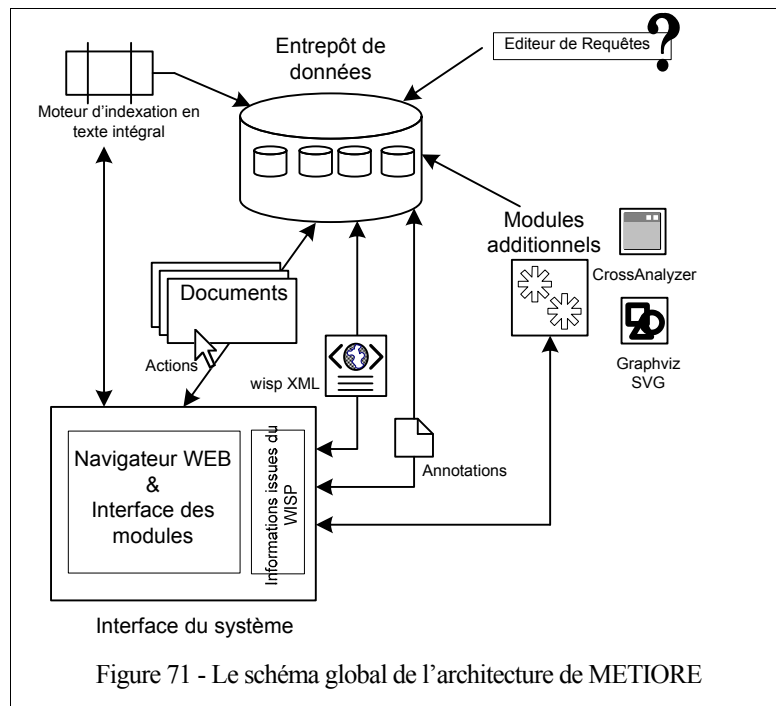 Entrepôt de
données
Editeur de Requêtes
?
Moteur d'indexation en
texte intégral
Modules
additionnels
CrossAnalyzer
Graphviz
SVG
Documents
Actions
wisp XML
Annotations
Navigateur WEB
&
Interface des
modules
Informations issues du
WISP
Interface du système
Figure 71 - Le schéma global de l'architecture de METIORE